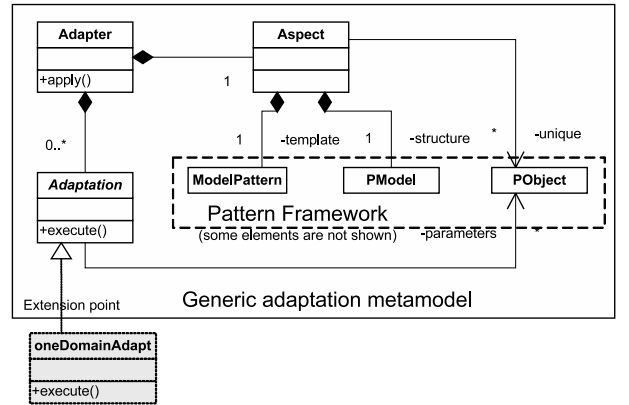 Adapter
Aspect
+apply()
1
0..*
1
-template
1
-structure
*
-unique
Adaptation
ModelPattern
PModel
PObject
Pattern Framework
+execute()
(some elements are not shown)
-parameters
*
Generic adaptation metamodel
Extension point
oneDomainAdapt
+execute()